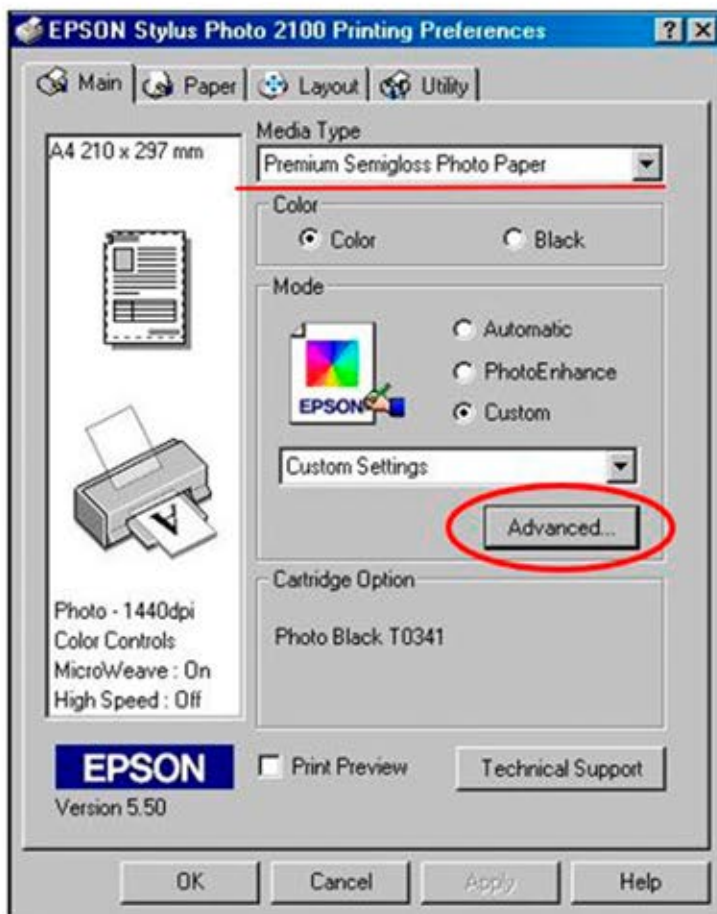 EPSON Stylus Photo 2100 Printing Preferences
Main Paper Layout Utility
A4 210 x 297 mm
Media Type
Premium Semigloss Photo Paper
Color
Color Black
Mode
Automatic
PhotoEnhance
EPSON
Custom
Custom Settings
Advanced...
Cartridge Option
Photo Black T0341
A
Photo - 1440dpi
Color Controls
MicroWeave : On
High Speed : Off
EPSON
Version 5.50
Print Preview
Technical Support
OK Cancel Apply Help